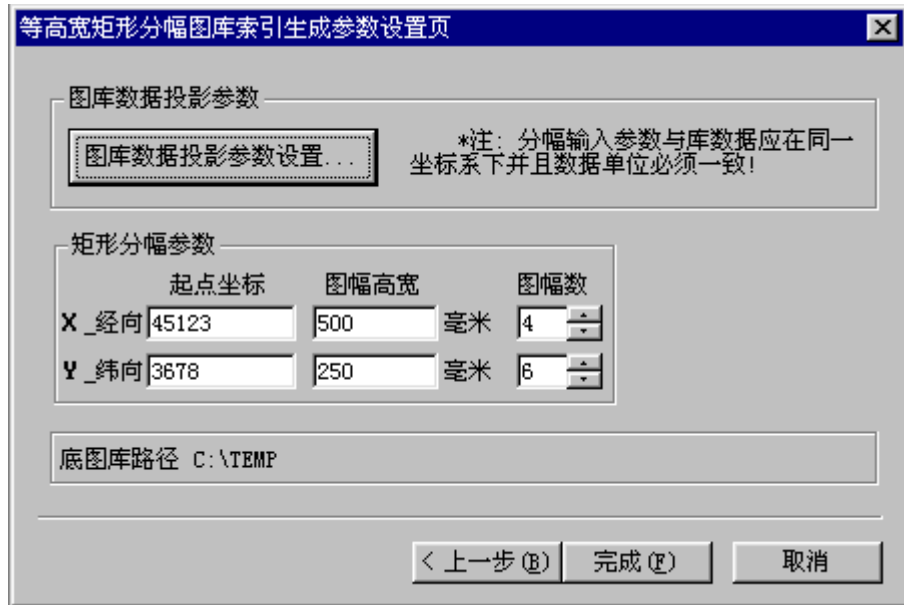 等高宽矩形分幅图库索引生成参数设置页
图库数据投影参数
图库数据投影参数设置...
*注: 分幅输入参数与库数据应在同一
坐标系下并且数据单位必须一致!
矩形分幅参数
起点坐标 图幅高宽 图幅数
X _经向 45123 500 毫米 4
Y _纬向 3678 250 毫米 6
底图库路径 C:\TEMP
< 上一步(B) 完成(F) 取消